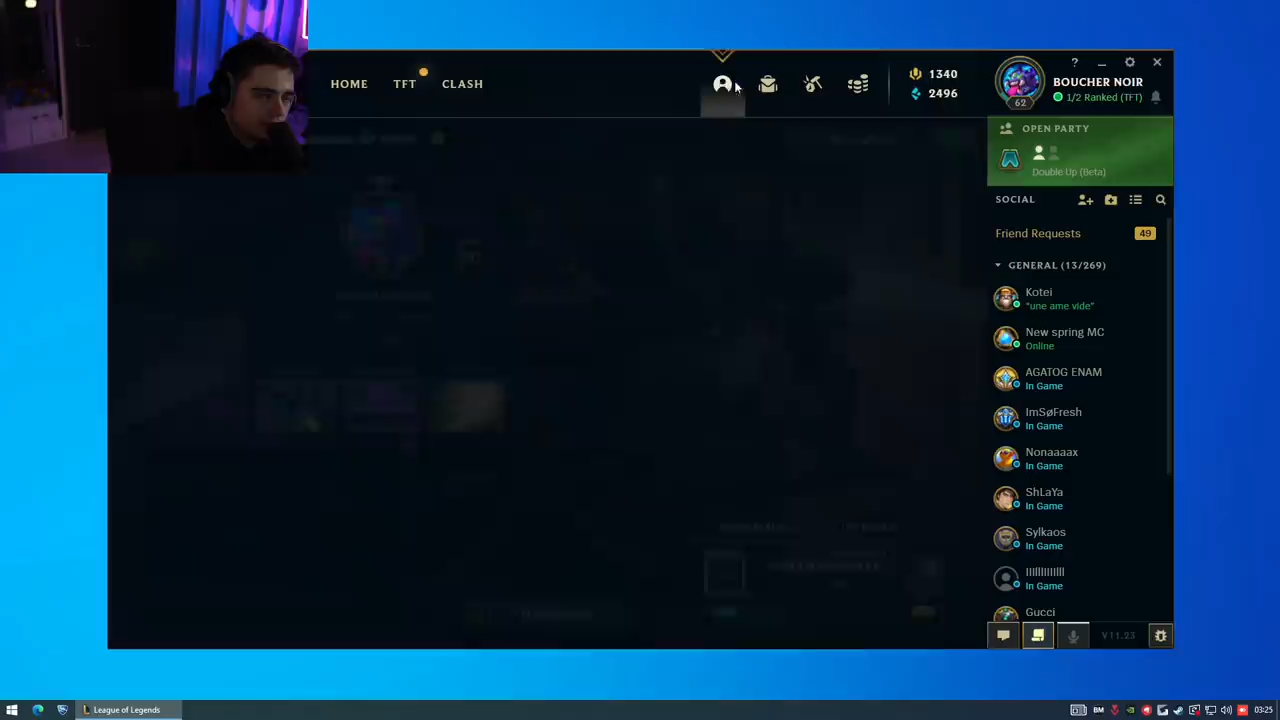 HOME
TFT
CLASH
1340
2496
?
62
BOUCHER NOIR
1/2 Ranked (TFT)
OPEN PARTY
Double Up (Beta)
SOCIAL
Friend Requests
49
GENERAL (13/269)
Kotei
"une ame vide"
New spring MC
Online
AGATOG ENAM
In Game
ImSøFresh
In Game
Nonaaaax
In Game
ShLaYa
In Game
Sylkaos
In Game
In Game
Gucci
V11.23
League of Legends
BM
03:25